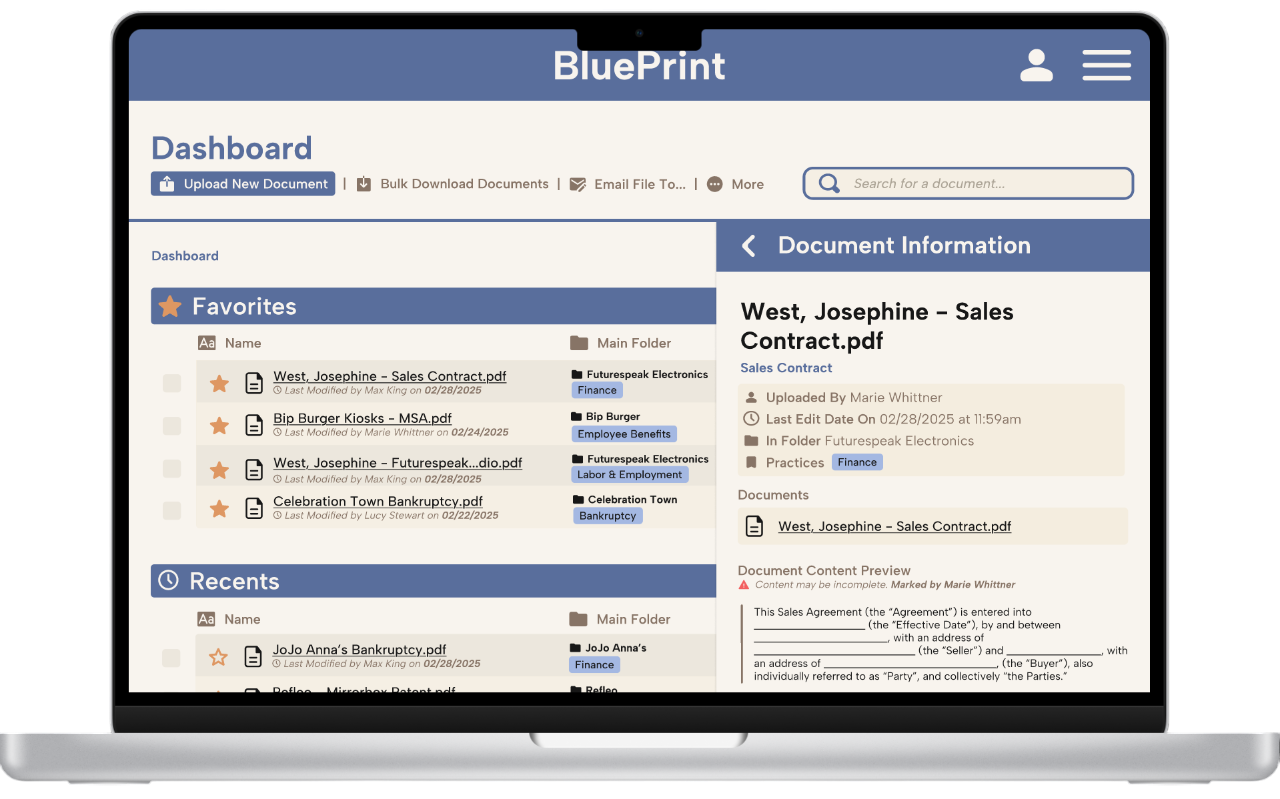 BluePrint
Dashboard
Upload New Document | Bulk Download Documents | Email File To... | More
Search for a document...
Dashboard
Favorites
Aa Name Main Folder
West, Josephine - Sales Contract.pdf
Last Modified by Max King on 02/28/2025
Futurespeak Electronics
Finance
Bip Burger Kiosks - MSA.pdf
Last Modified by Marie Whittner on 02/24/2025
Bip Burger
Employee Benefits
West, Josephine - Futurespeak...dio.pdf
Last Modified by Max King on 02/28/2025
Futurespeak Electronics
Labor & Employment
Celebration Town Bankruptcy.pdf
Last Modified by Lucy Stewart on 02/22/2025
Celebration Town
Bankruptcy
Recents
Aa Name Main Folder
JoJo Anna's Bankruptcy.pdf
Last Modified by Max King on 02/28/2025
JoJo Anna's
Finance
Refleo - Mirrorbox Patent.pdf
Refleo
Document Information
West, Josephine - Sales
Contract.pdf
Sales Contract
Uploaded By Marie Whittner
Last Edit Date On 02/28/2025 at 11:59am
In Folder Futurespeak Electronics
Practices Finance
Documents
West, Josephine - Sales Contract.pdf
Document Content Preview
Content may be incomplete. Marked by Marie Whittner
This Sales Agreement (the “Agreement”) is entered into
____________________ (the “Effective Date”), by and between
________________________, with an address of
_____________________________ (the “Seller”) and _________________, with
an address of _______________________________, (the “Buyer”), also
individually referred to as “Party”, and collectively “the Parties.”